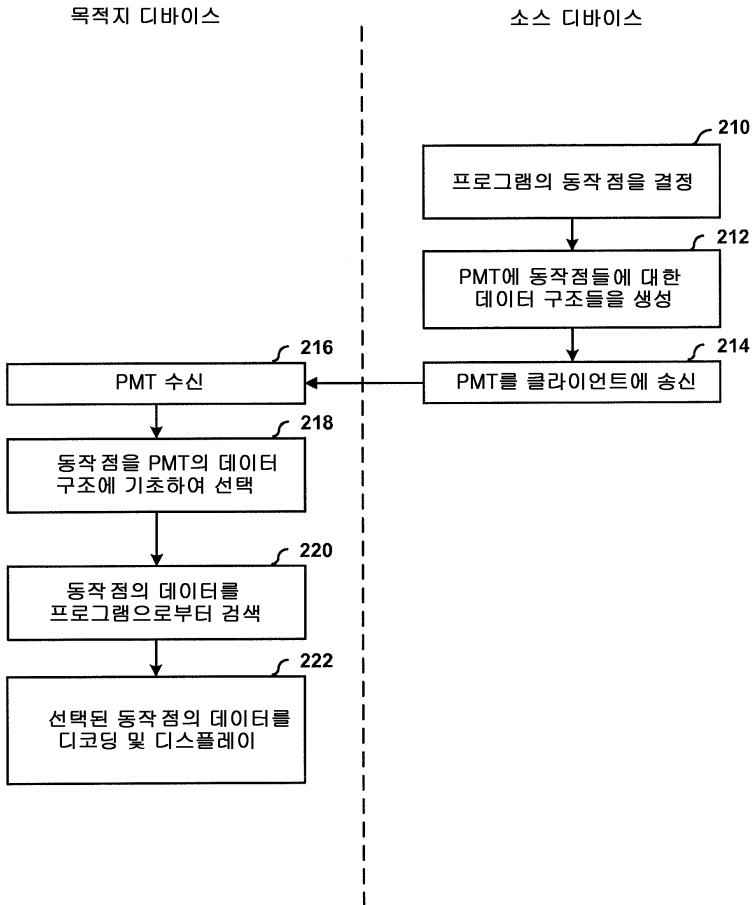 목적지 디바이스
소스 디바이스
210
프로그램의 동작점을 결정
212
PMT에 동작점들에 대한
데이터 구조들을 생성
214
PMT를 클라이언트에 송신
216
PMT 수신
218
동작점을 PMT의 데이터
구조에 기초하여 선택
220
동작점의 데이터를
프로그램으로부터 검색
222
선택된 동작점의 데이터를
디코딩 및 디스플레이